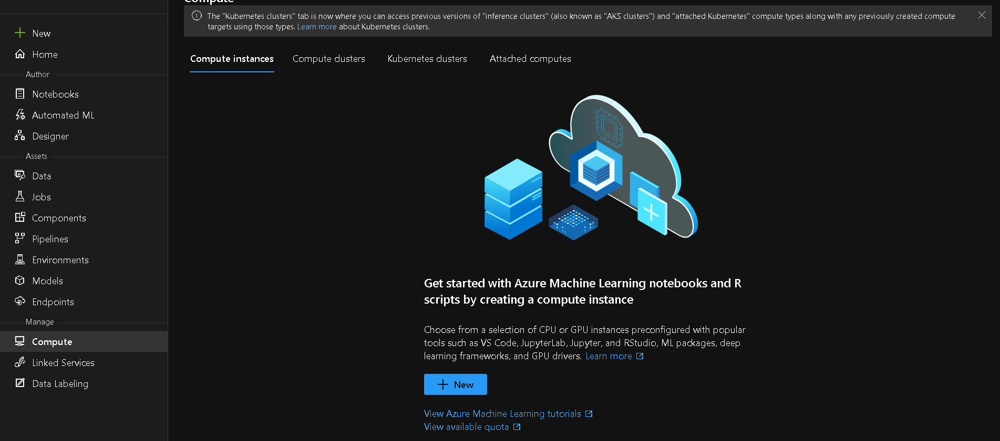 Compute
The "Kubernetes clusters" tab is now where you can access previous versions of "inference clusters" (also known as "AKS clusters") and "attached Kubernetes" compute types along with any previously created compute
targets using those types. Learn more about Kubernetes clusters.
New
Home
Author
Notebooks
Automated ML
Designer
Assets
Data
Jobs
Components
Pipelines
Environments
Models
Endpoints
Manage
Compute
Linked Services
Data Labeling
Compute instances
Compute clusters
Kubernetes clusters
Attached computes
Get started with Azure Machine Learning notebooks and R
scripts by creating a compute instance
Choose from a selection of CPU or GPU instances preconfigured with popular
tools such as VS Code, JupyterLab, Jupyter, and RStudio, ML packages, deep
learning frameworks, and GPU drivers. Learn more
New
View Azure Machine Learning tutorials
View available quota